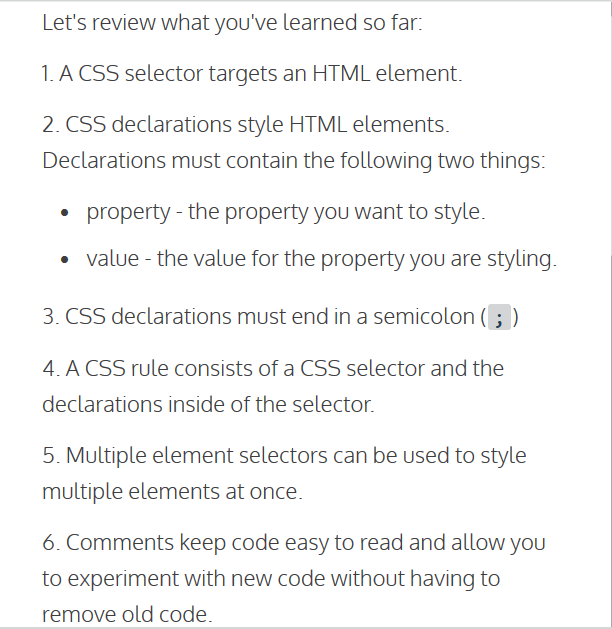 Let's review what you've learned so far:
1. A CSS selector targets an HTML element.
2. CSS declarations style HTML elements.
Declarations must contain the following two things:
• property - the property you want to style.
• value - the value for the property you are styling.
3. CSS declarations must end in a semicolon ( ; )
4. A CSS rule consists of a CSS selector and the
declarations inside of the selector.
5. Multiple element selectors can be used to style
multiple elements at once.
6. Comments keep code easy to read and allow you
to experiment with new code without having to
remove old code.